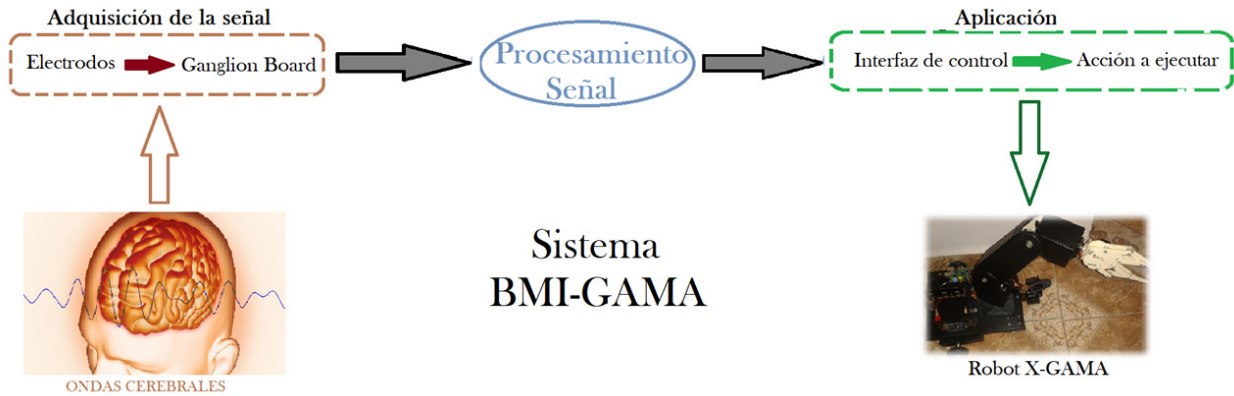 Adquisición de la señal
Electrodos
Ganglion Board
Procesamiento
Señal
Aplicación
Interfaz de control
Acción a ejecutar
Sistema
BMI-GAMA
ONDAS CEREBRALES
Robot X-GAMA